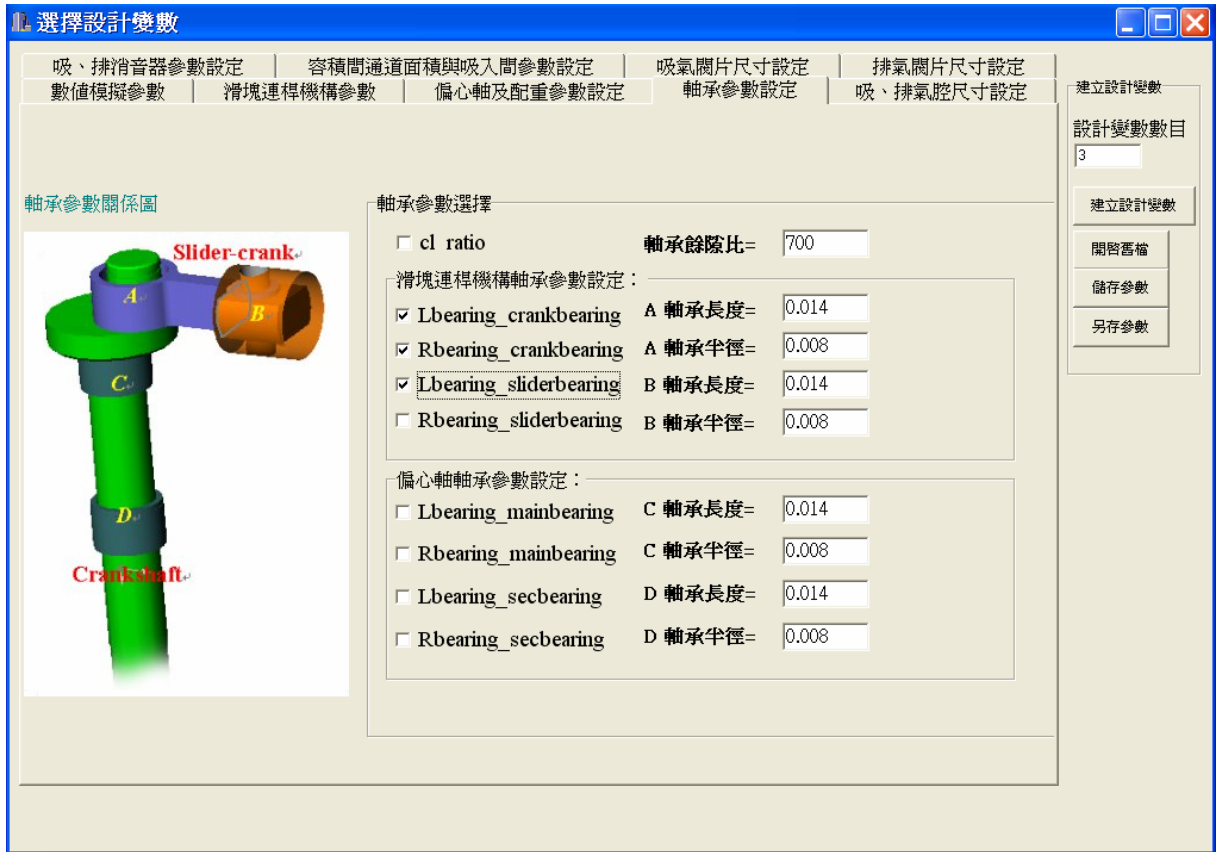 選擇設計變數
吸、排消音器參數設定
容積間通道面積與吸入間參數設定
吸氣閥片尺寸設定
排氣閥片尺寸設定
數值模擬參數
滑塊連桿機構參數
偏心軸及配重參數設定
軸承參數設定
吸、排氣腔尺寸設定
建立設計變數
設計變數數目
3
建立設計變數
開啓舊檔
儲存參數
另存參數
軸承參數關係圖
Slider-crank
A
B
C
D
Crankshaft
軸承參數選擇
cl ratio 軸承餘隙比= 700
滑塊連桿機構軸承參數設定：
Lbearing_crankbearing A 軸承長度= 0.014
Rbearing_crankbearing A 軸承半徑= 0.008
Lbearing_sliderbearing B 軸承長度= 0.014
Rbearing_sliderbearing B 軸承半徑= 0.008
偏心軸軸承參數設定：
Lbearing_mainbearing C 軸承長度= 0.014
Rbearing_mainbearing C 軸承半徑= 0.008
Lbearing_secbearing D 軸承長度= 0.014
Rbearing_secbearing D 軸承半徑= 0.008